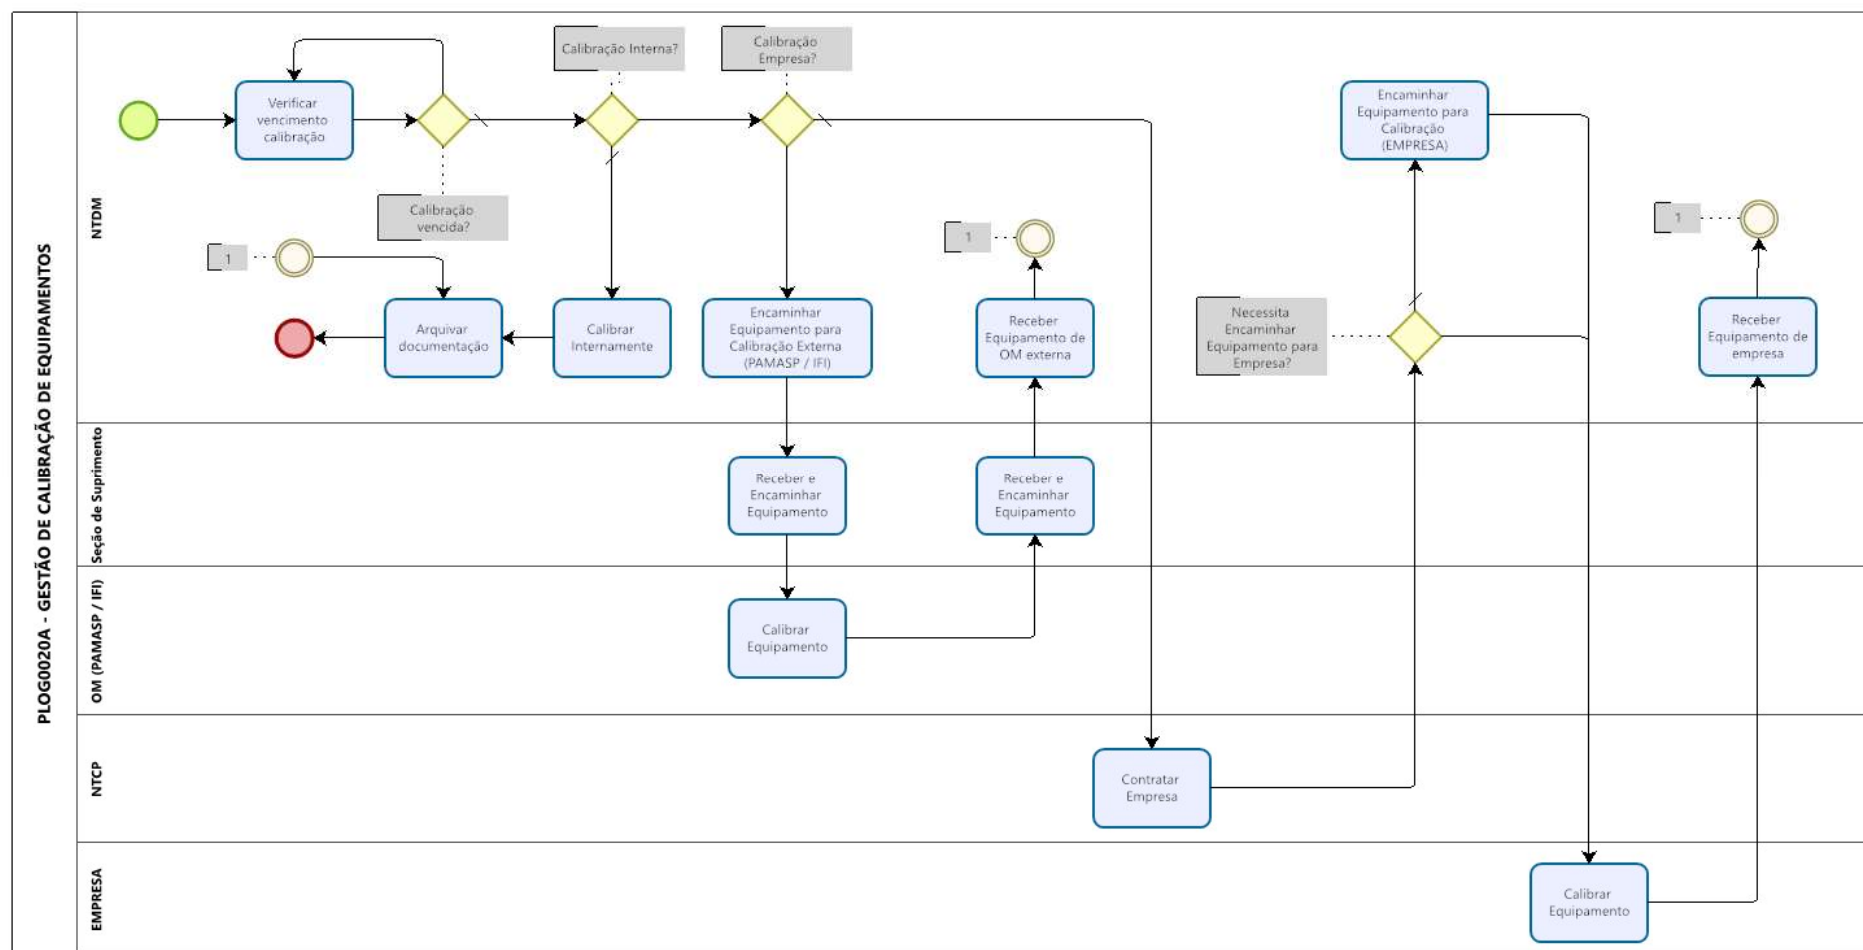 PLOG0020A - GESTÃO DE CALIBRAÇÃO DE EQUIPAMENTOS
NTDM
Verificar
vencimento
calibração
Calibração
vencida?
Calibração Interna?
Calibração
Empresa?
Encaminhar
Equipamento para
Calibração
(EMPRESA)
1
Arquivar
documentação
Calibrar
Internamente
Encaminhar
Equipamento para
Calibração Externa
(PAMASP / IFI)
1
Receber
Equipamento de
OM externa
Necessita
Encaminhar
Equipamento para
Empresa?
1
Receber
Equipamento de
empresa
Seção de Suprimento
Receber e
Encaminhar
Equipamento
Receber e
Encaminhar
Equipamento
OM (PAMASP / IFI)
Calibrar
Equipamento
NTCP
Contratar
Empresa
EMPRESA
Calibrar
Equipamento